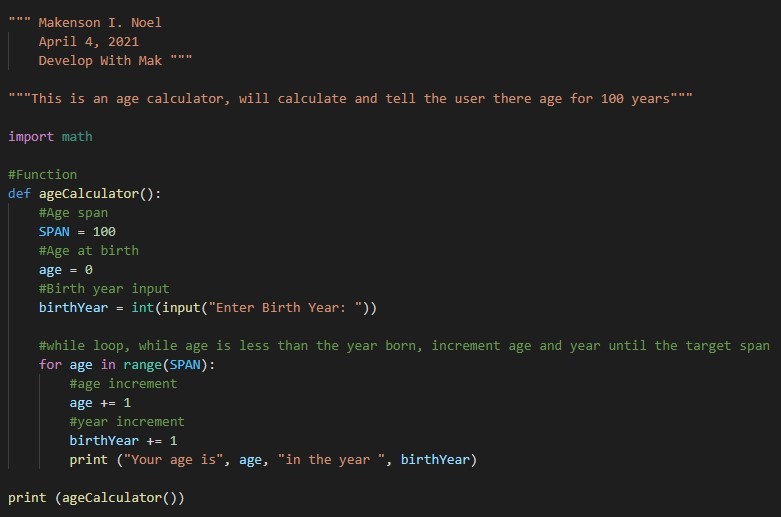 """ Makenson I. Noel
    April 4, 2021
    Develop With Mak """

"""This is an age calculator, will calculate and tell the user there age for 100 years"""

import math

#Function
def ageCalculator():
    #Age span
    SPAN = 100
    #Age at birth
    age = 0
    #Birth year input
    birthYear = int(input("Enter Birth Year: "))

    #while loop, while age is less than the year born, increment age and year until the target span
    for age in range(SPAN):
        #age increment
        age += 1
        #year increment
        birthYear += 1
        print ("Your age is", age, "in the year ", birthYear)

print (ageCalculator())